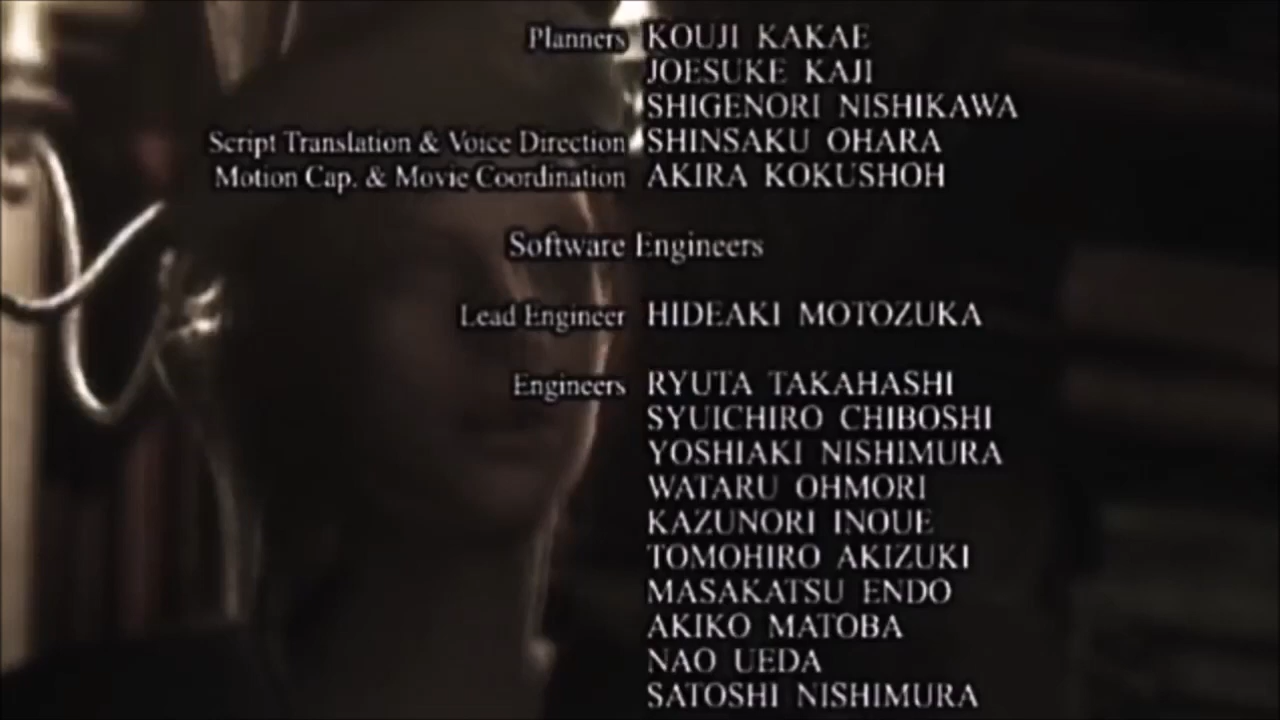 Planners KOUJI KAKAE
JOESUKE KAJI
SHIGENORI NISHIKAWA
Script Translation & Voice Direction SHINSAKU OHARA
Motion Cap. & Movie Coordination AKIRA KOKUSHOH
Software Engineers
Lead Engineer HIDEAKI MOTOZUKA
Engineers RYUTA TAKAHASHI
SYUICHIRO CHIBOSHI
YOSHIAKI NISHIMURA
WATARU OHMORI
KAZUNORI INOUE
TOMOHIRO AKIZUKI
MASAKATSU ENDO
AKIKO MATOBA
NAO UEDA
SATOSHI NISHIMURA